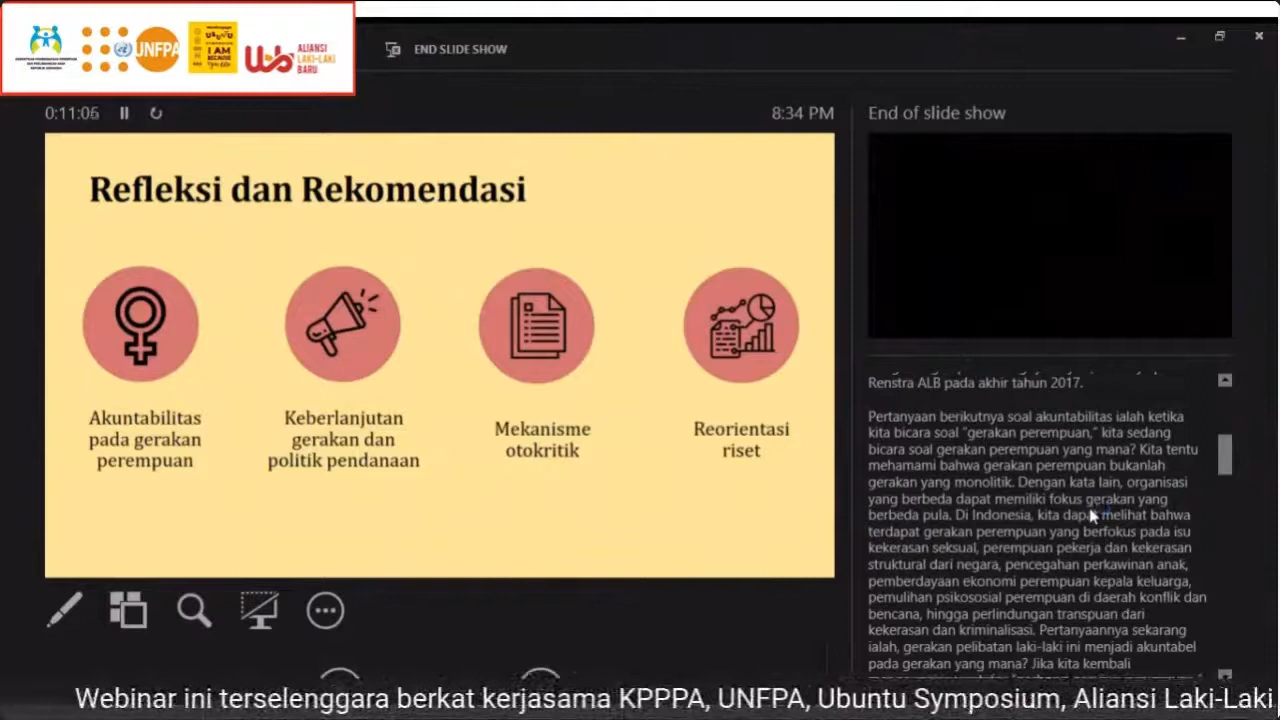 UNFPA
UBUNTU
I AM
BECAUSE
ALIANSI
LAKI-LAKI
BARU
END SLIDE SHOW
0:11:06
8:34 PM
End of slide show
Refleksi dan Rekomendasi
Akuntabilitas
pada gerakan
perempuan
Keberlanjutan
gerakan dan
politik pendanaan
Mekanisme
otokritik
Reorientasi
riset
Renstra ALB pada akhir tahun 2017.
Pertanyaan berikutnya soal akuntabilitas ialah ketika
kita bicara soal "gerakan perempuan," kita sedang
bicara soal gerakan perempuan yang mana? Kita tentu
mehamami bahwa gerakan perempuan bukanlah
gerakan yang monolitik. Dengan kata lain, organisasi
yang berbeda dapat memiliki fokus gerakan yang
berbeda pula. Di Indonesia, kita dapat melihat bahwa
terdapat gerakan perempuan yang berfokus pada isu
kekerasan seksual, perempuan pekerja dan kekerasan
struktural dari negara, pencegahan perkawinan anak,
pemberdayaan ekonomi perempuan kepala keluarga,
pemulihan psikososial perempuan di daerah konflik dan
bencana, hingga perlindungan transpuan dari
kekerasan dan kriminalisasi. Pertanyaannya sekarang
ialah, gerakan pelibatan laki-laki ini menjadi akuntabel
pada gerakan yang mana? Jika kita kembali
Webinar ini terselenggara berkat kerjasama KPPPA, UNFPA, Ubuntu Symposium, Aliansi Laki-Laki